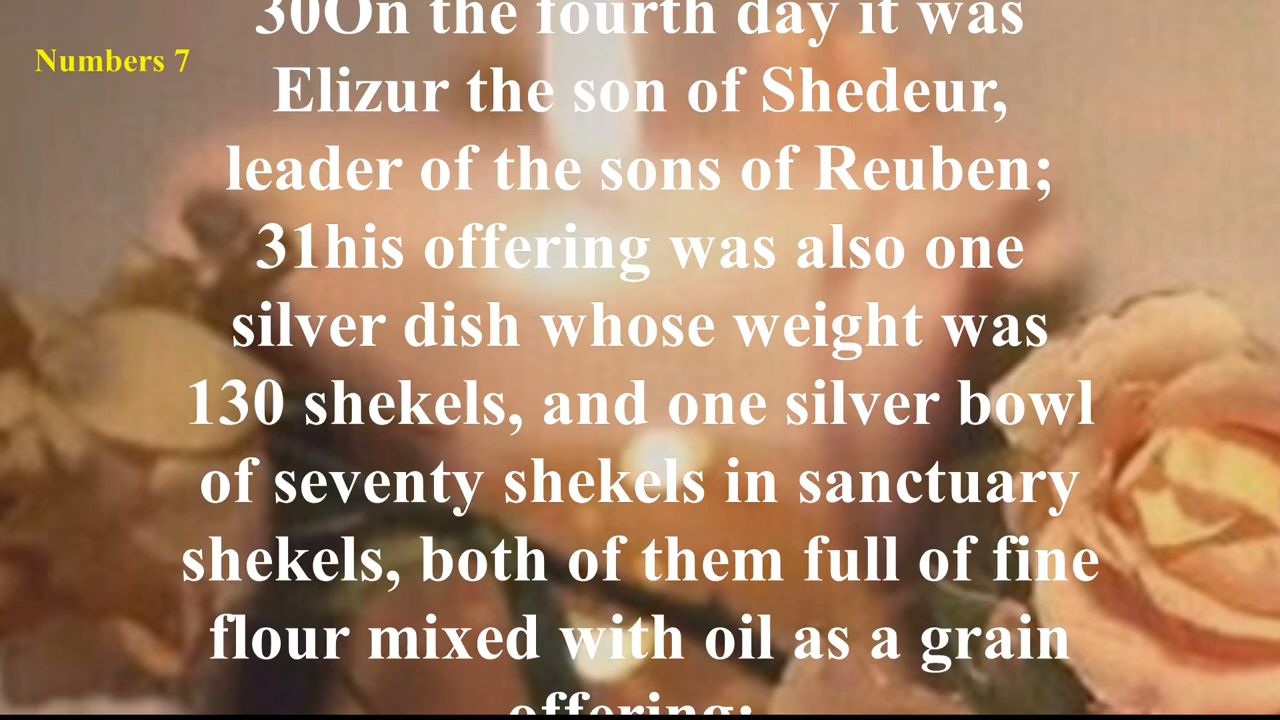 30On the fourth day it was
Numbers 7
Elizur the son of Shedeur,
leader of the sons of Reuben;
31his offering was also one
silver dish whose weight was
130 shekels, and one silver bowl
of seventy shekels in sanctuary
shekels, both of them full of fine
flour mixed with oil as a grain
offering;